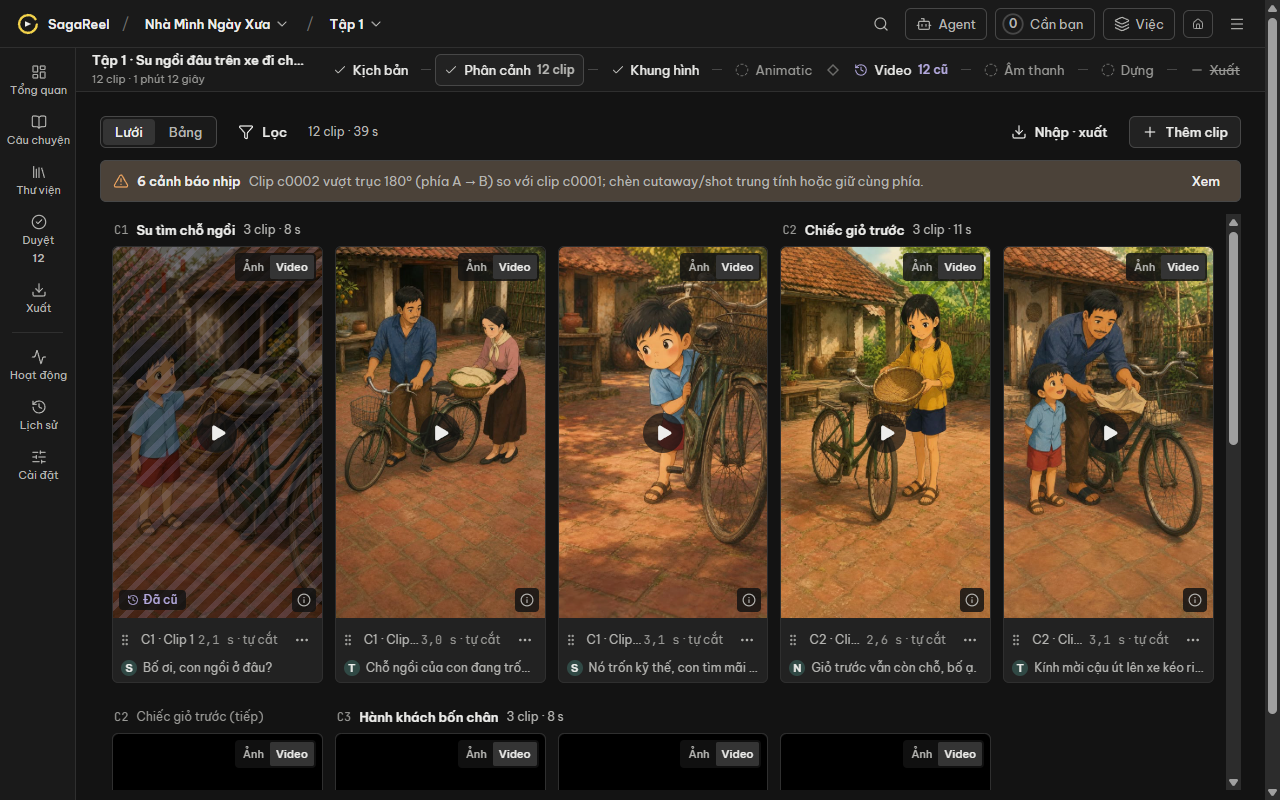 SagaReel / Nhà Mình Ngày Xưa / Tập 1
Agent
0 Cần bạn
Việc
Tổng quan
Câu chuyện
Thư viện
Duyệt
12
Xuất
Hoạt động
Lịch sử
Cài đặt
Tập 1 · Su ngồi đâu trên xe đi ch...
12 clip · 1 phút 12 giây
Kịch bản
Phân cảnh 12 clip
Khung hình
Animatic
Video 12 cũ
Âm thanh
Dựng
Xuất
Lưới
Bảng
Lọc
12 clip · 39 s
Nhập · xuất
Thêm clip
6 cảnh báo nhịp Clip c0002 vượt trục 180° (phía A → B) so với clip c0001; chèn cutaway/shot trung tính hoặc giữ cùng phía.
Xem
C1 Su tìm chỗ ngồi 3 clip · 8 s
C2 Chiếc giỏ trước 3 clip · 11 s
Ảnh Video
Ảnh Video
Ảnh Video
Ảnh Video
Ảnh Video
Đã cũ
C1 · Clip 1 2,1 s · tự cắt
S Bố ơi, con ngồi ở đâu?
C1 · Clip... 3,0 s · tự cắt
T Chỗ ngồi của con đang trố...
C1 · Clip... 3,1 s · tự cắt
S Nó trốn kỹ thế, con tìm mãi ...
C2 · Cli... 2,6 s · tự cắt
N Giỏ trước vẫn còn chỗ, bố ạ.
C2 · Cli... 3,1 s · tự cắt
T Kính mời cậu út lên xe kéo ri...
C2 Chiếc giỏ trước (tiếp)
C3 Hành khách bốn chân 3 clip · 8 s
Ảnh Video
Ảnh Video
Ảnh Video
Ảnh Video